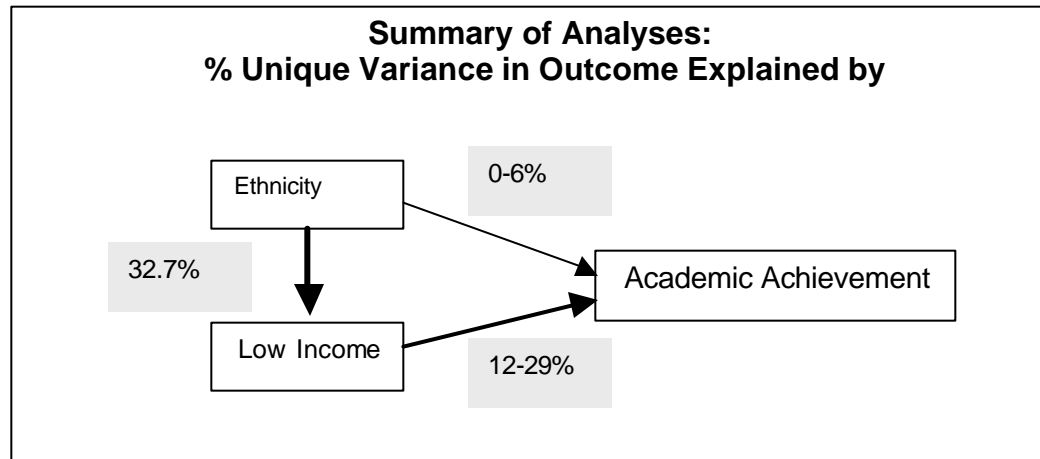 Summary of Analyses:
% Unique Variance in Outcome Explained by
Ethnicity
0-6%
32.7%
Academic Achievement
Low Income
12-29%